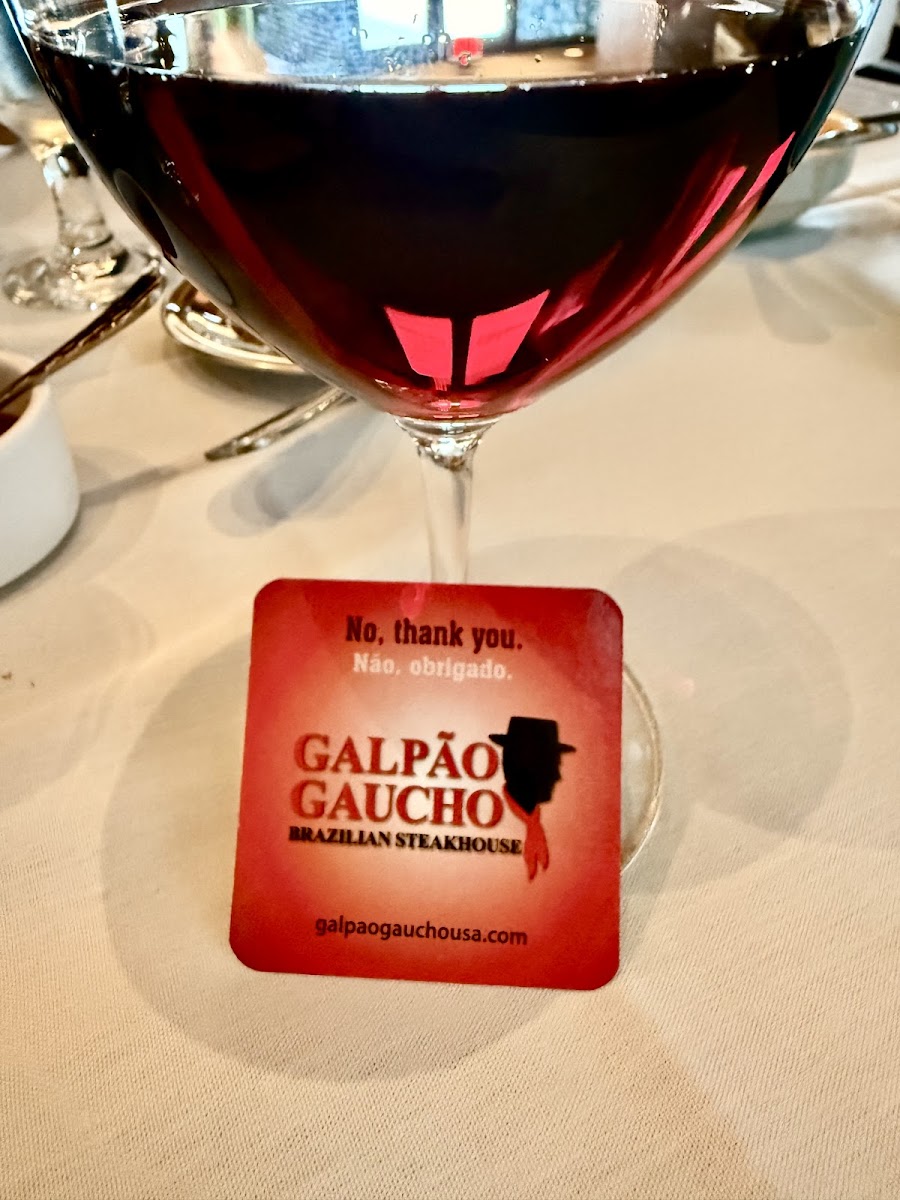 No, thank you.
Não, obrigado.
GALPÃO
GAUCHO
BRAZILIAN STEAKHOUSE
galpaogauchousa.com